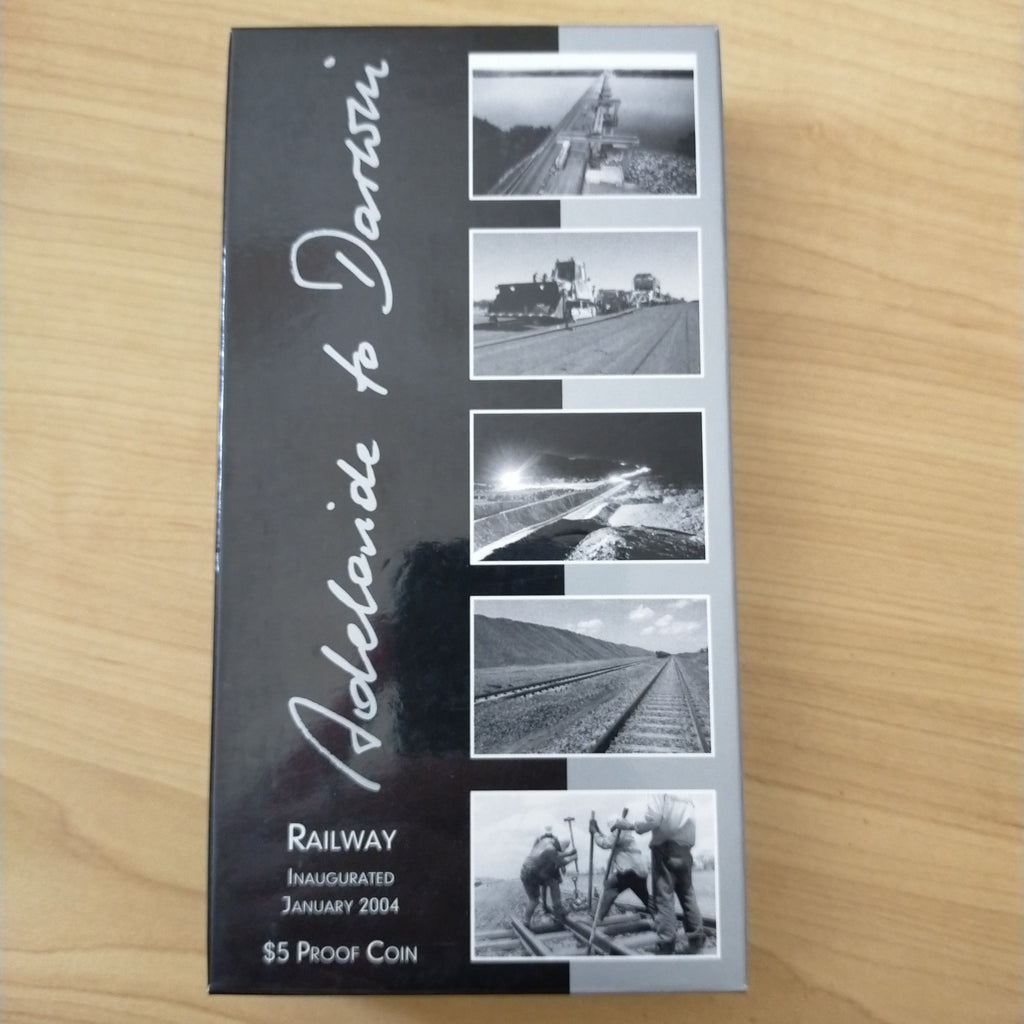 Adelaide to Darwin
RAILWAY
INAUGURATED
JANUARY 2004
$5 PROOF COIN